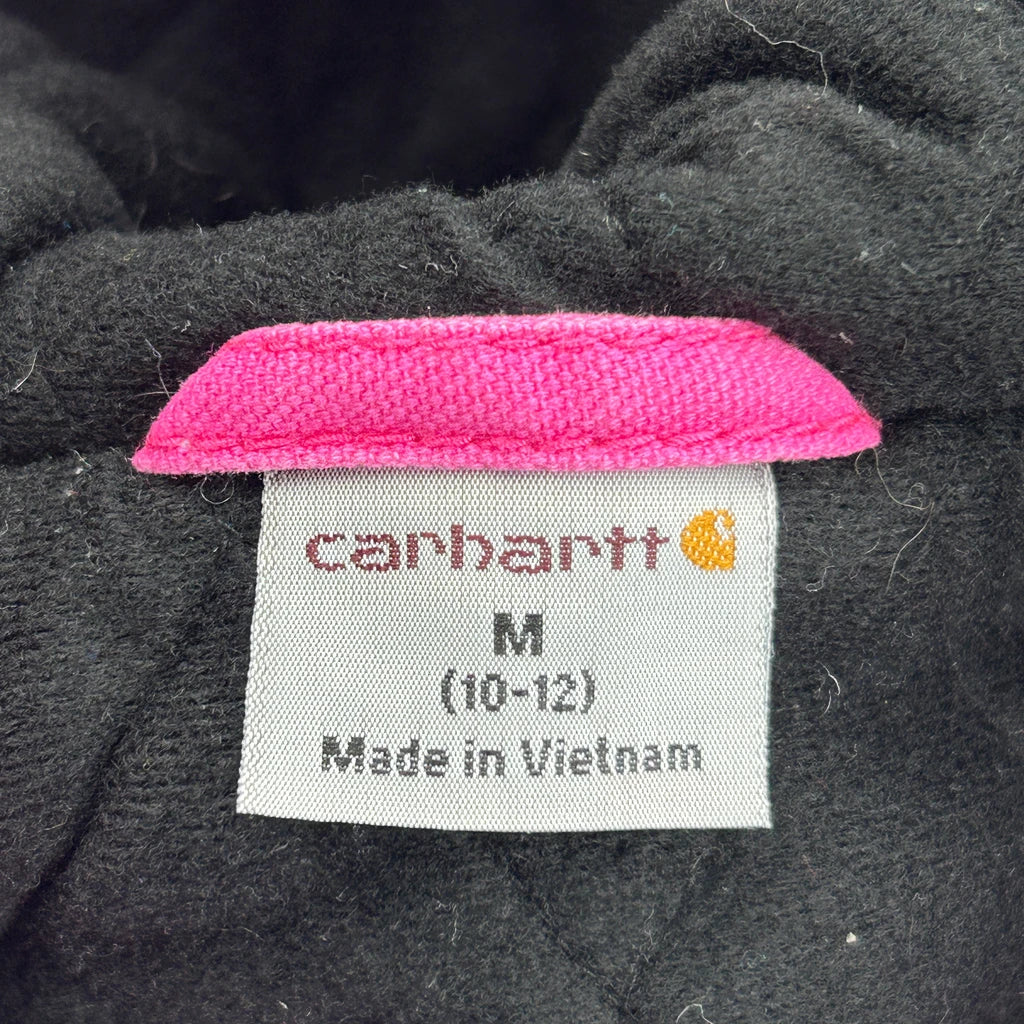 carhartt
M
(10-12)
Made in Vietnam